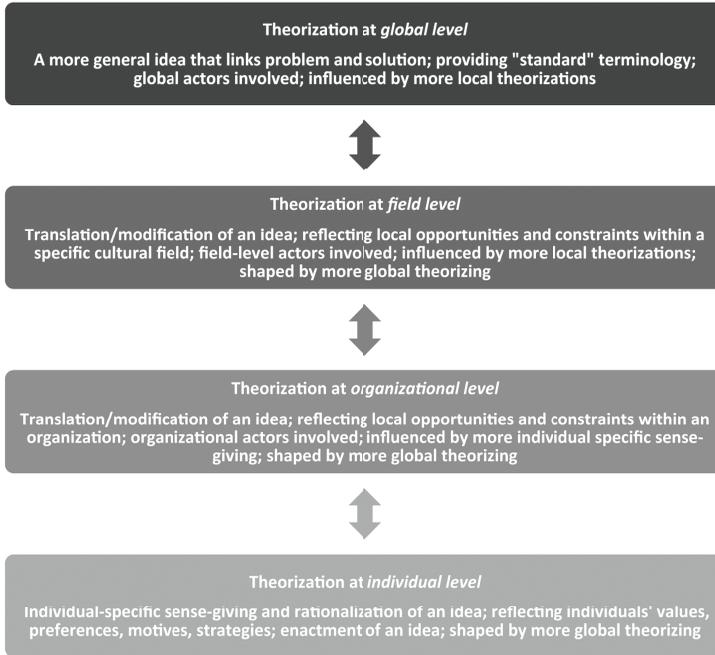 Theorization at global level
A more general idea that links problem and solution; providing "standard" terminology;
global actors involved; influenced by more local theorizations
Theorization at field level
Translation/modification of an idea; reflecting local opportunities and constraints within a
specific cultural field; field-level actors involved; influenced by more local theorizations;
shaped by more global theorizing
Theorization at organizational level
Translation/modification of an idea; reflecting local opportunities and constraints within an
organization; organizational actors involved; influenced by more individual specific sense-
giving; shaped by more global theorizing
Theorization at individual level
Individual-specific sense-giving and rationalization of an idea; reflecting individuals' values,
preferences, motives, strategies; enactment of an idea; shaped by more global theorizing